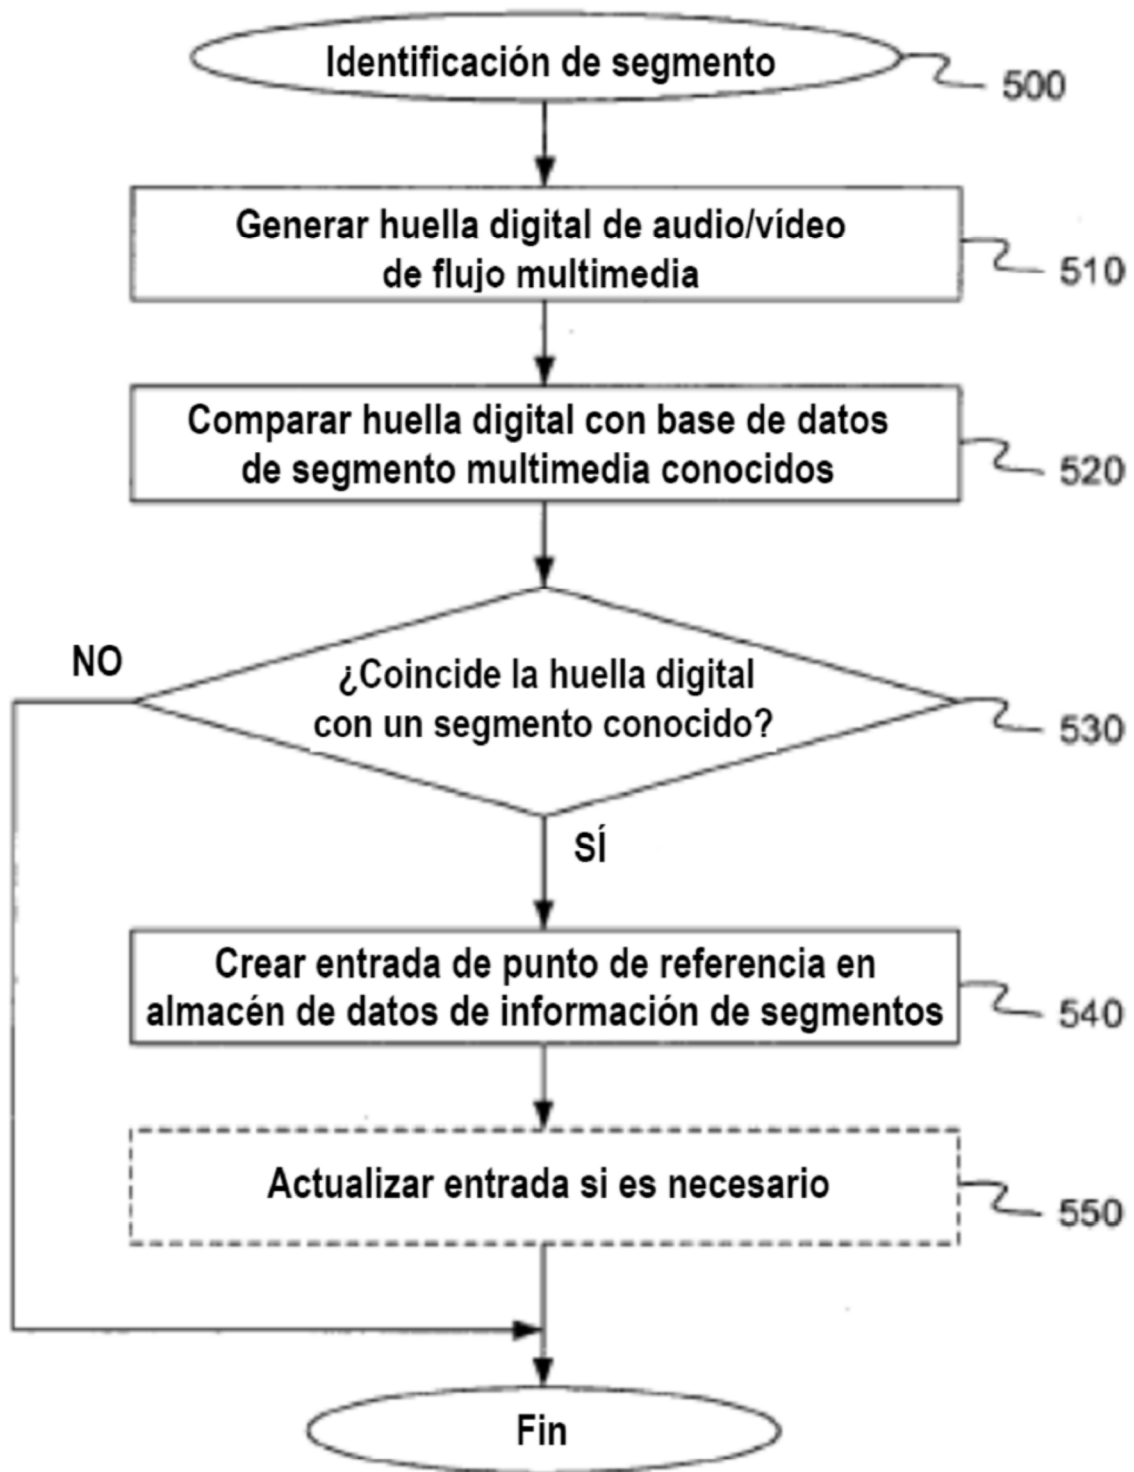 Identificación de segmento
500
Generar huella digital de audio/vídeo
de flujo multimedia
510
Comparar huella digital con base de datos
de segmento multimedia conocidos
520
NO
¿Coincide la huella digital
con un segmento conocido?
530
SÍ
Crear entrada de punto de referencia en
almacén de datos de información de segmentos
540
Actualizar entrada si es necesario
550
Fin